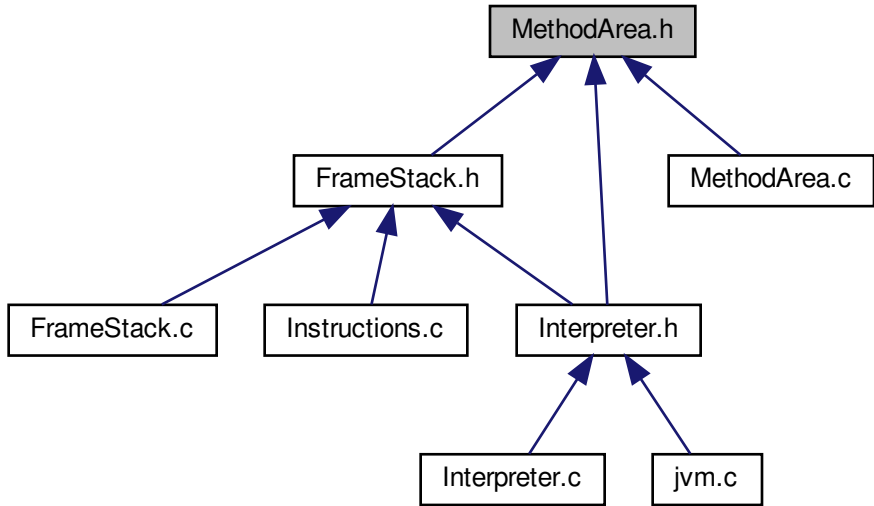 MethodArea.h
FrameStack.h
MethodArea.c
FrameStack.c
Instructions.c
Interpreter.h
Interpreter.c
jvm.c